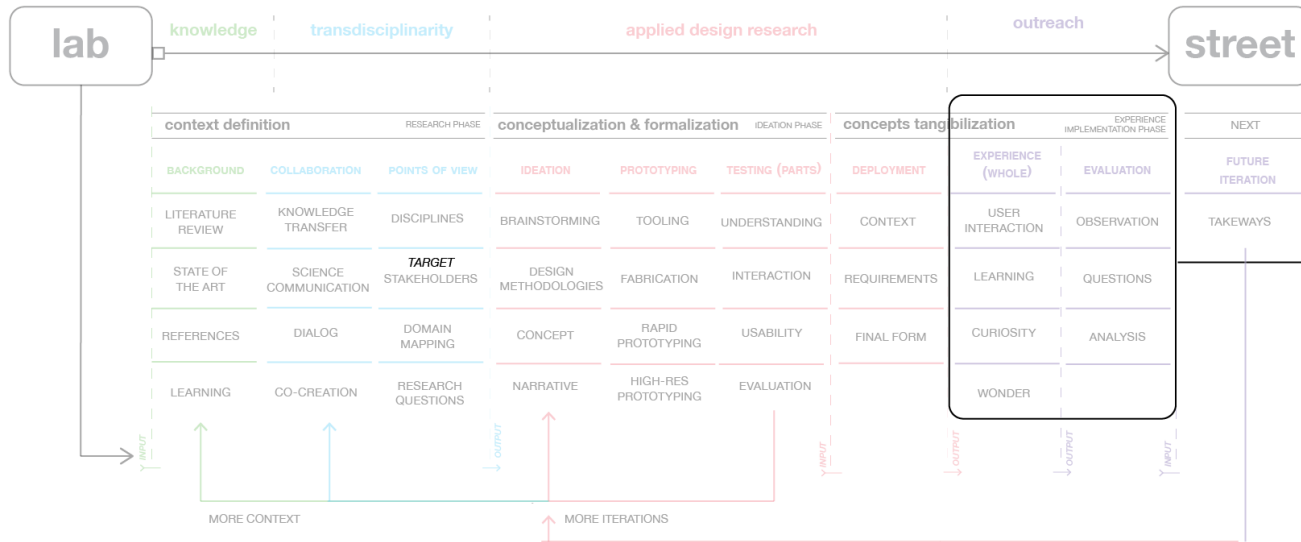 lab
knowledge
transdisciplinarity
applied design research
outreach
street
context definition
RESEARCH PHASE
conceptualization & formalization
IDEATION PHASE
concepts tangibilization
EXPERIENCE
IMPLEMENTATION PHASE
NEXT
BACKGROUND
COLLABORATION
POINTS OF VIEW
IDEATION
PROTOTYPING
TESTING (PARTS)
DEPLOYMENT
EXPERIENCE
(WHOLE)
EVALUATION
FUTURE
ITERATION
LITERATURE
REVIEW
KNOWLEDGE
TRANSFER
DISCIPLINES
BRAINSTORMING
TOOLING
UNDERSTANDING
CONTEXT
USER
INTERACTION
OBSERVATION
TAKEWAYS
STATE OF
THE ART
SCIENCE
COMMUNICATION
TARGET
STAKEHOLDERS
DESIGN
METHODOLOGIES
FABRICATION
INTERACTION
REQUIREMENTS
LEARNING
QUESTIONS
REFERENCES
DIALOG
DOMAIN
MAPPING
CONCEPT
RAPID
PROTOTYPING
USABILITY
FINAL FORM
CURIOSITY
ANALYSIS
LEARNING
CO-CREATION
RESEARCH
QUESTIONS
NARRATIVE
HIGH-RES
PROTOTYPING
EVALUATION
WONDER
INPUT
OUTPUT
INPUT
OUTPUT
OUTPUT
INPUT
MORE CONTEXT
MORE ITERATIONS